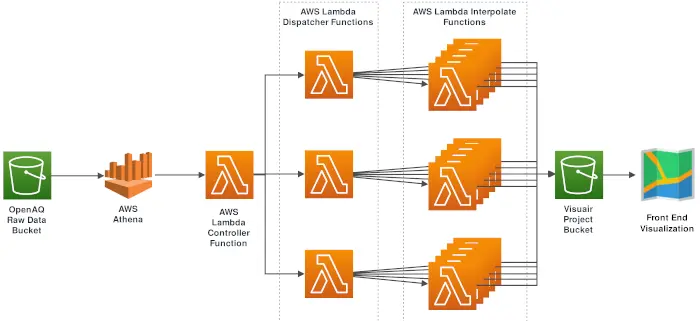 AWS Lambda
Dispatcher Functions
AWS Lambda Interpolate
Functions
OpenAQ
Raw Data
Bucket
AWS
Athena
AWS
Lambda
Controller
Function
Visuair
Project
Bucket
Front End
Visualization